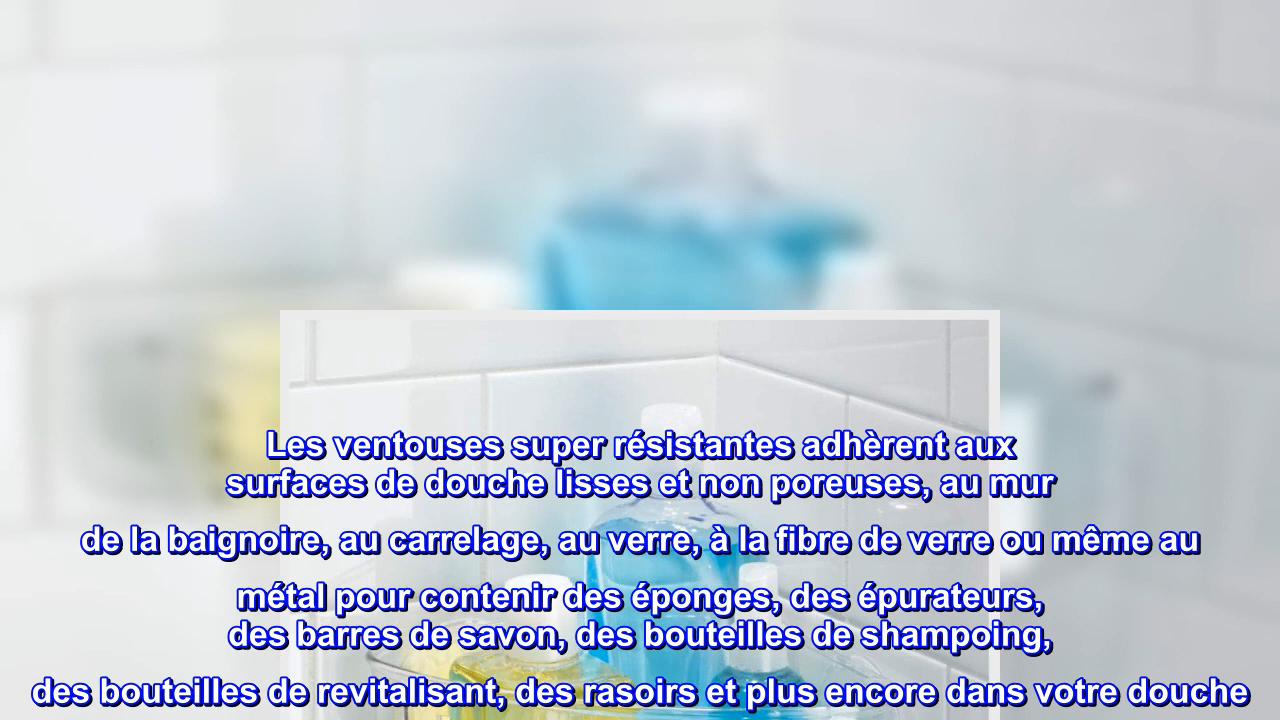 Les ventouses super résistantes adhèrent aux
surfaces de douche lisses et non poreuses, au mur
de la baignoire, au carrelage, au verre, à la fibre de verre ou même au
métal pour contenir des éponges, des épurateurs,
des barres de savon, des bouteilles de shampoing,
des bouteilles de revitalisant, des rasoirs et plus encore dans votre douche